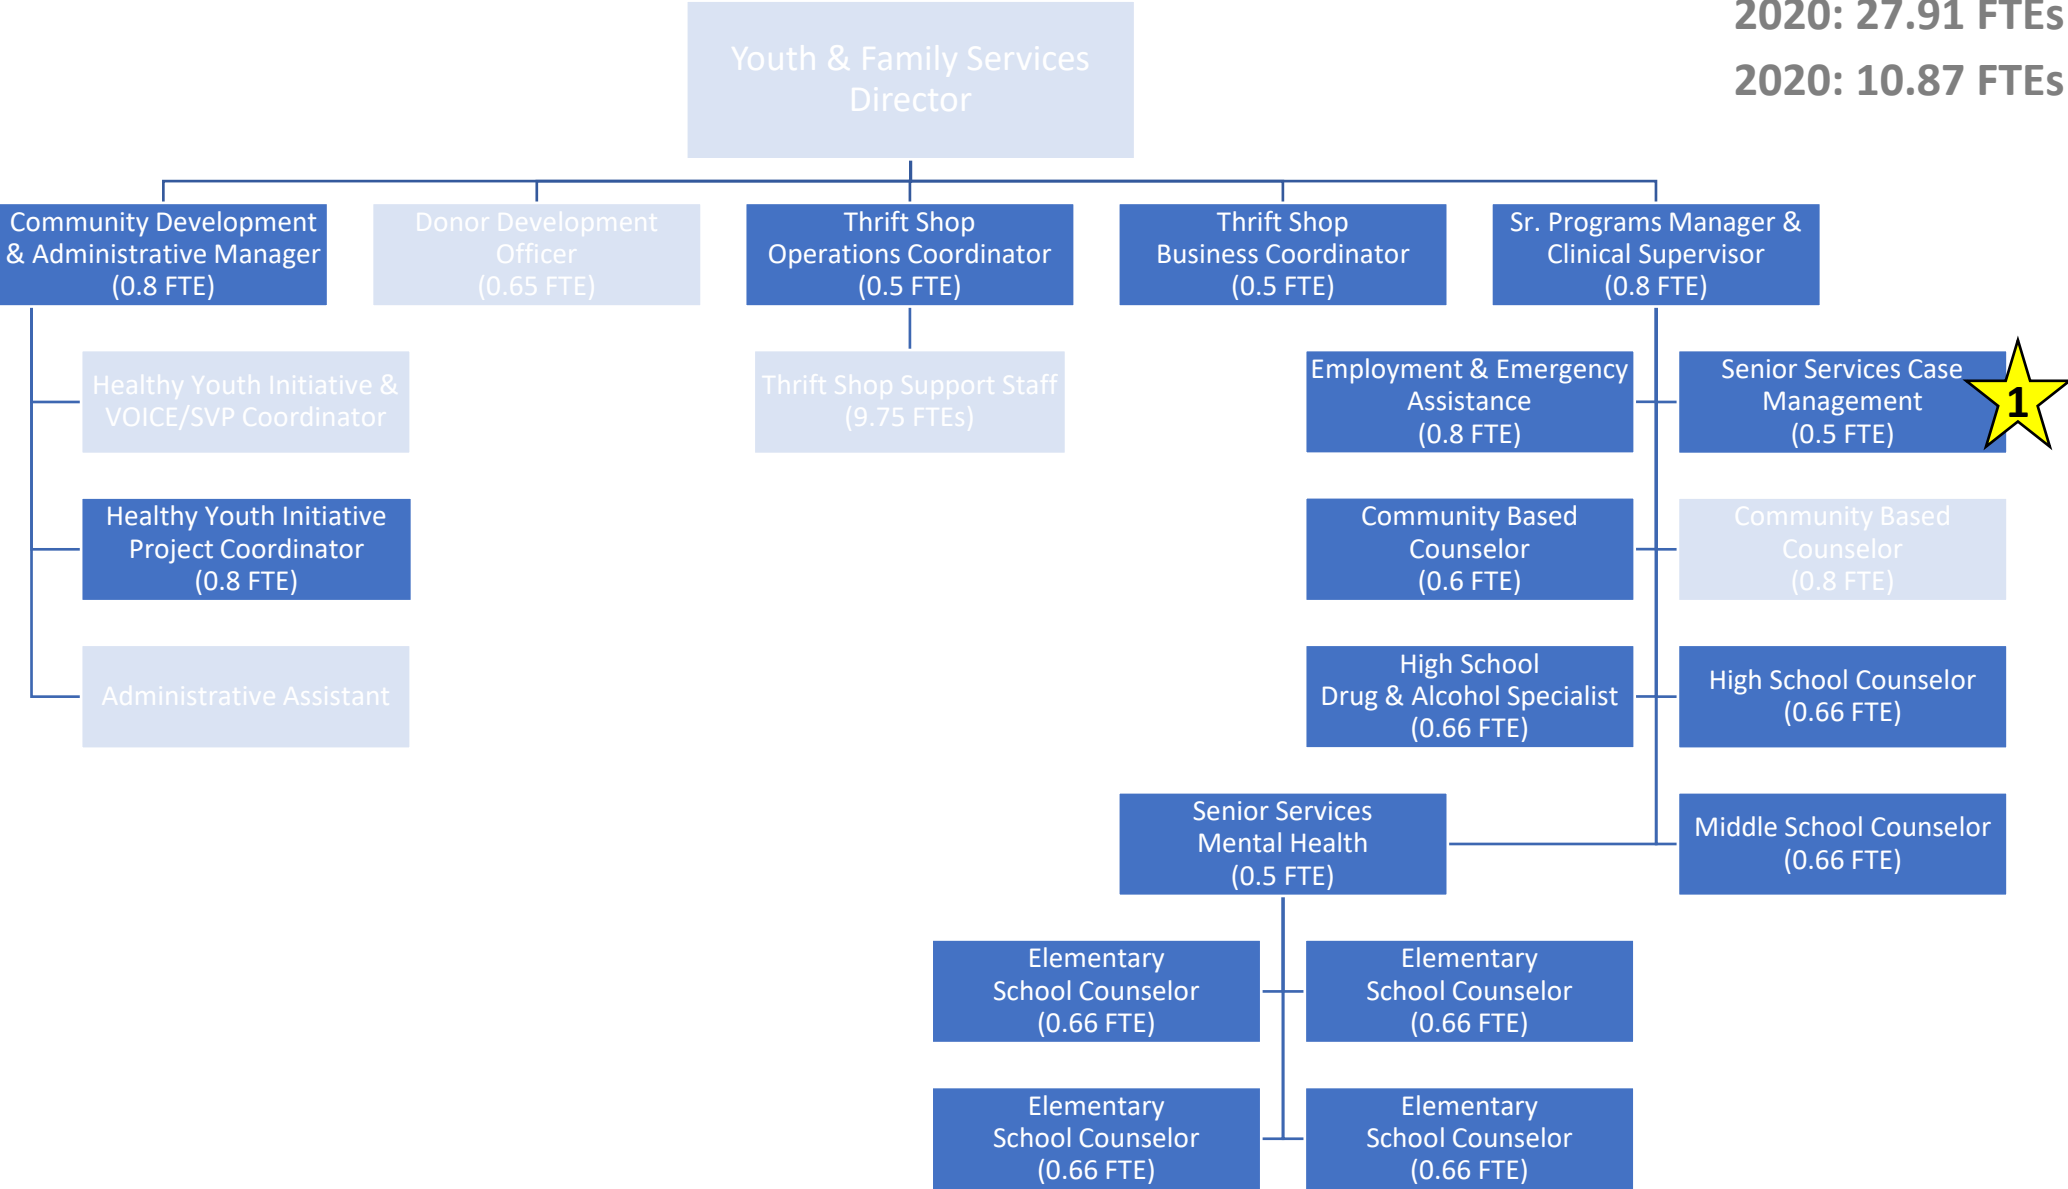 2020: 27.91 FTEs
2020: 10.87 FTEs
Youth & Family Services
Director
Community Development
& Administrative Manager
(0.8 FTE)
Donor Development
Officer
(0.65 FTE)
Thrift Shop
Operations Coordinator
(0.5 FTE)
Thrift Shop
Business Coordinator
(0.5 FTE)
Sr. Programs Manager &
Clinical Supervisor
(0.8 FTE)
Healthy Youth Initiative &
VOICE/SVP Coordinator
Thrift Shop Support Staff
(9.75 FTEs)
Employment & Emergency
Assistance
(0.8 FTE)
Senior Services Case
Management
(0.5 FTE)
1
Healthy Youth Initiative
Project Coordinator
(0.8 FTE)
Community Based
Counselor
(0.6 FTE)
Community Based
Counselor
(0.8 FTE)
Administrative Assistant
High School
Drug & Alcohol Specialist
(0.66 FTE)
High School Counselor
(0.66 FTE)
Senior Services
Mental Health
(0.5 FTE)
Middle School Counselor
(0.66 FTE)
Elementary
School Counselor
(0.66 FTE)
Elementary
School Counselor
(0.66 FTE)
Elementary
School Counselor
(0.66 FTE)
Elementary
School Counselor
(0.66 FTE)